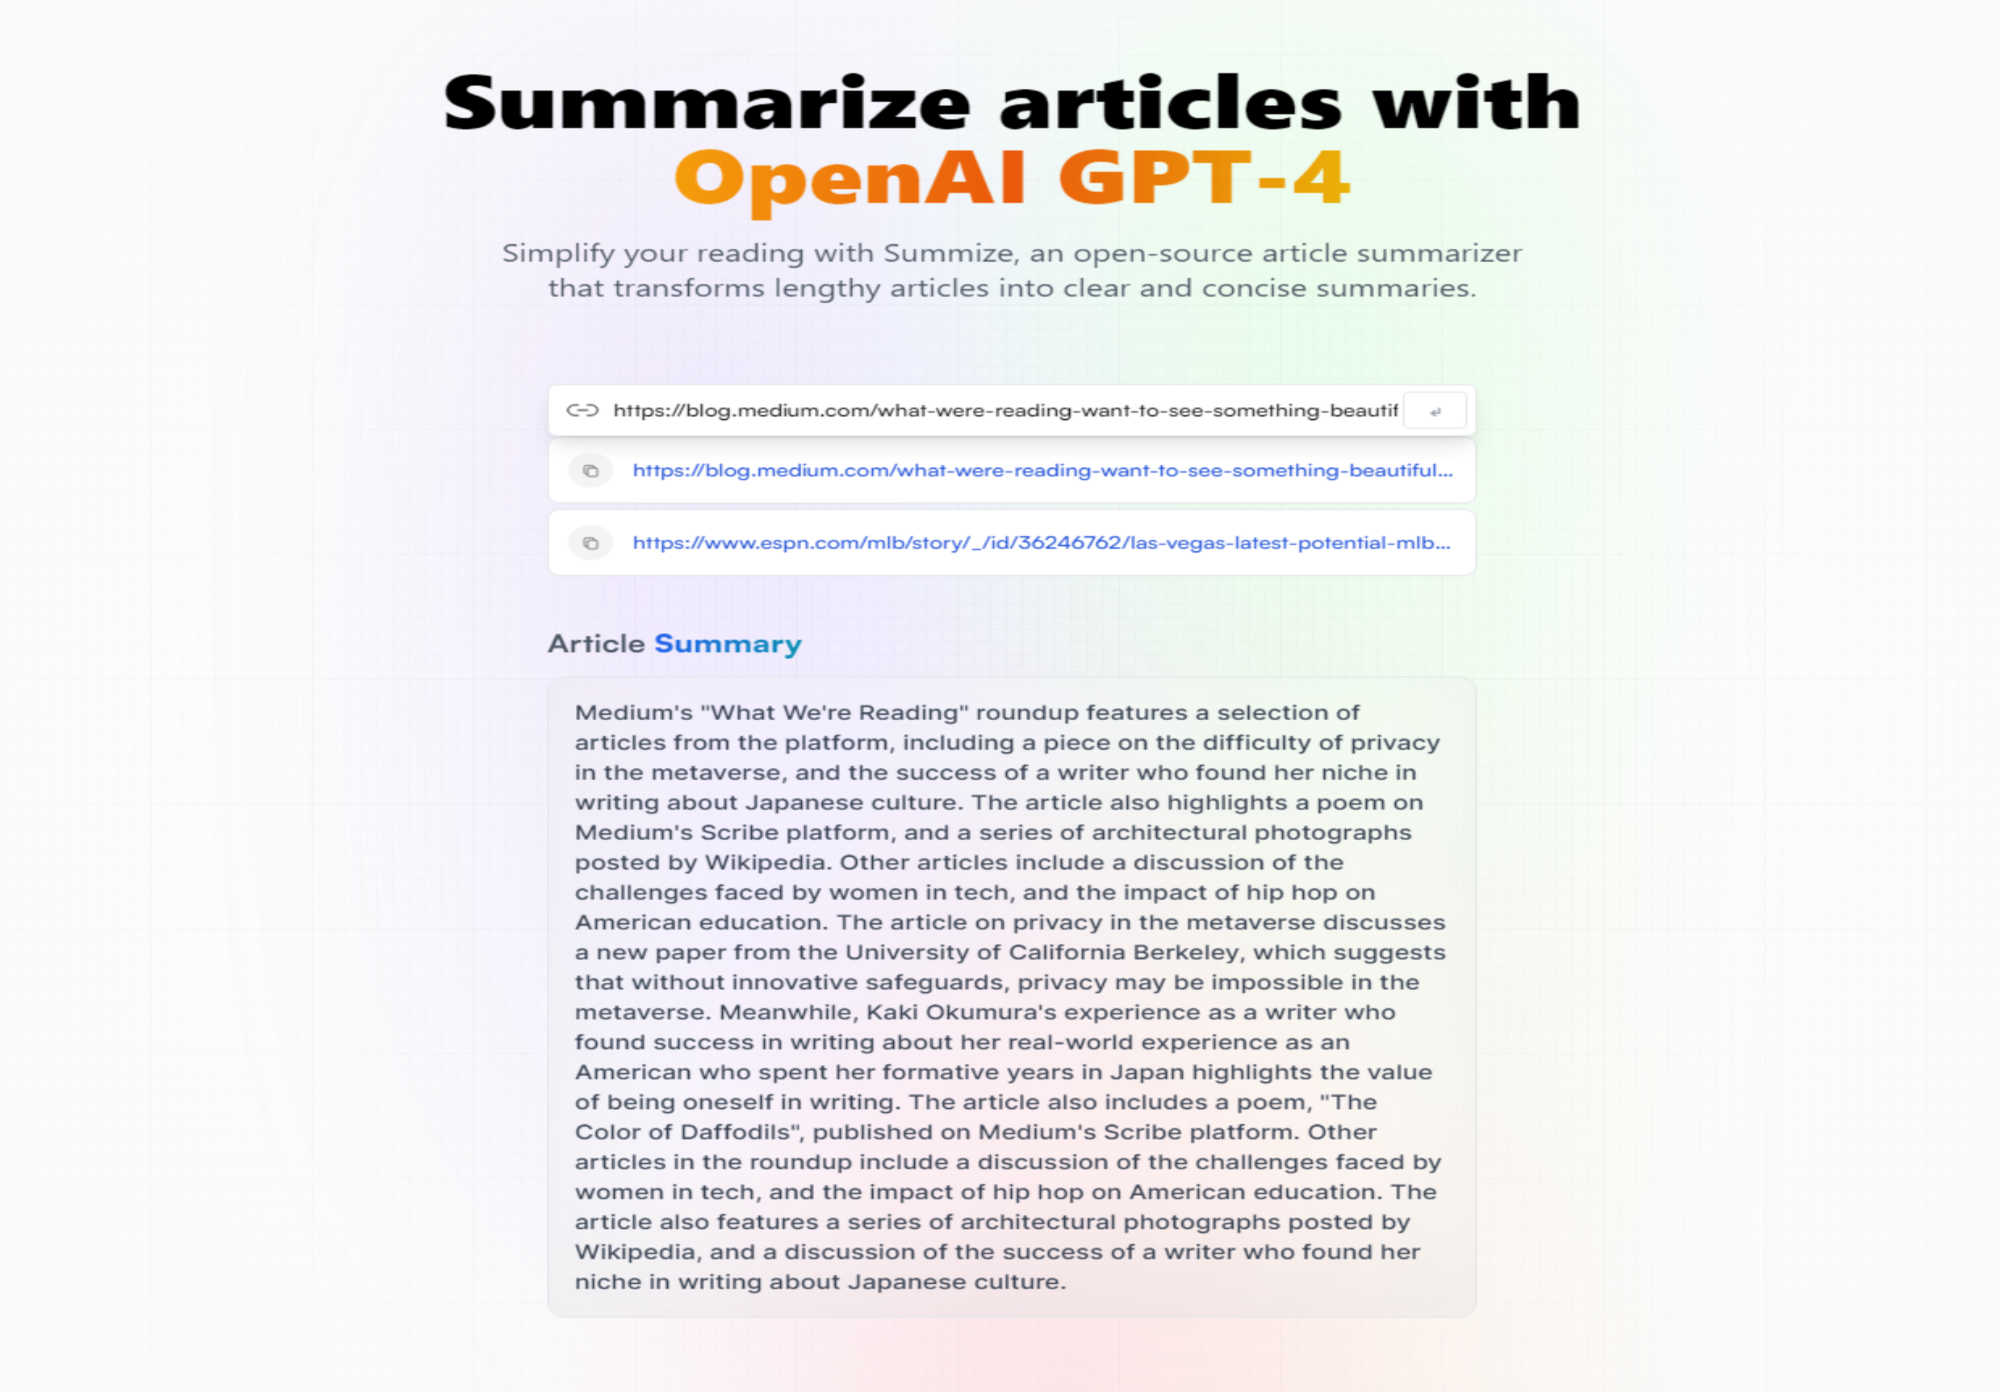 Summarize articles with
OpenAI GPT-4
Simplify your reading with Summize, an open-source article summarizer
that transforms lengthy articles into clear and concise summaries.
https://blog.medium.com/what-were-reading-want-to-see-something-beautif
https://blog.medium.com/what-were-reading-want-to-see-something-beautiful...
https://www.espn.com/mlb/story/_/id/36246762/las-vegas-latest-potential-mlb...
Article Summary
Medium's "What We're Reading" roundup features a selection of
articles from the platform, including a piece on the difficulty of privacy
in the metaverse, and the success of a writer who found her niche in
writing about Japanese culture. The article also highlights a poem on
Medium's Scribe platform, and a series of architectural photographs
posted by Wikipedia. Other articles include a discussion of the
challenges faced by women in tech, and the impact of hip hop on
American education. The article on privacy in the metaverse discusses
a new paper from the University of California Berkeley, which suggests
that without innovative safeguards, privacy may be impossible in the
metaverse. Meanwhile, Kaki Okumura's experience as a writer who
found success in writing about her real-world experience as an
American who spent her formative years in Japan highlights the value
of being oneself in writing. The article also includes a poem, "The
Color of Daffodils", published on Medium's Scribe platform. Other
articles in the roundup include a discussion of the challenges faced by
women in tech, and the impact of hip hop on American education. The
article also features a series of architectural photographs posted by
Wikipedia, and a discussion of the success of a writer who found her
niche in writing about Japanese culture.